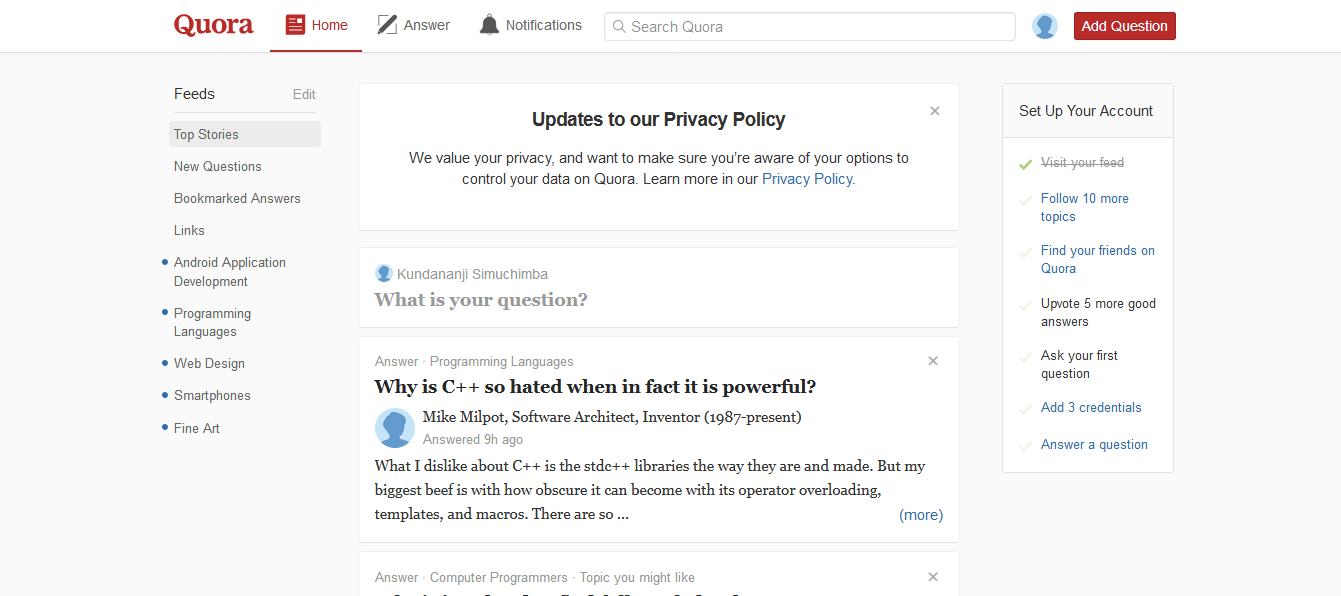 Quora
Home
Answer
Notifications
Search Quora
Add Question
Feeds
Edit
Top Stories
New Questions
Bookmarked Answers
Links
Android Application
Development
Programming
Languages
Web Design
Smartphones
Fine Art
Updates to our Privacy Policy
We value your privacy, and want to make sure you’re aware of your options to
control your data on Quora. Learn more in our Privacy Policy.
Kundananji Simuchimba
What is your question?
Answer · Programming Languages
Why is C++ so hated when in fact it is powerful?
Mike Milpot, Software Architect, Inventor (1987-present)
Answered 9h ago
What I dislike about C++ is the stdc++ libraries the way they are and made. But my
biggest beef is with how obscure it can become with its operator overloading,
templates, and macros. There are so ...
(more)
Answer · Computer Programmers · Topic you might like
Set Up Your Account
Visit your feed
Follow 10 more
topics
Find your friends on
Quora
Upvote 5 more good
answers
Ask your first
question
Add 3 credentials
Answer a question